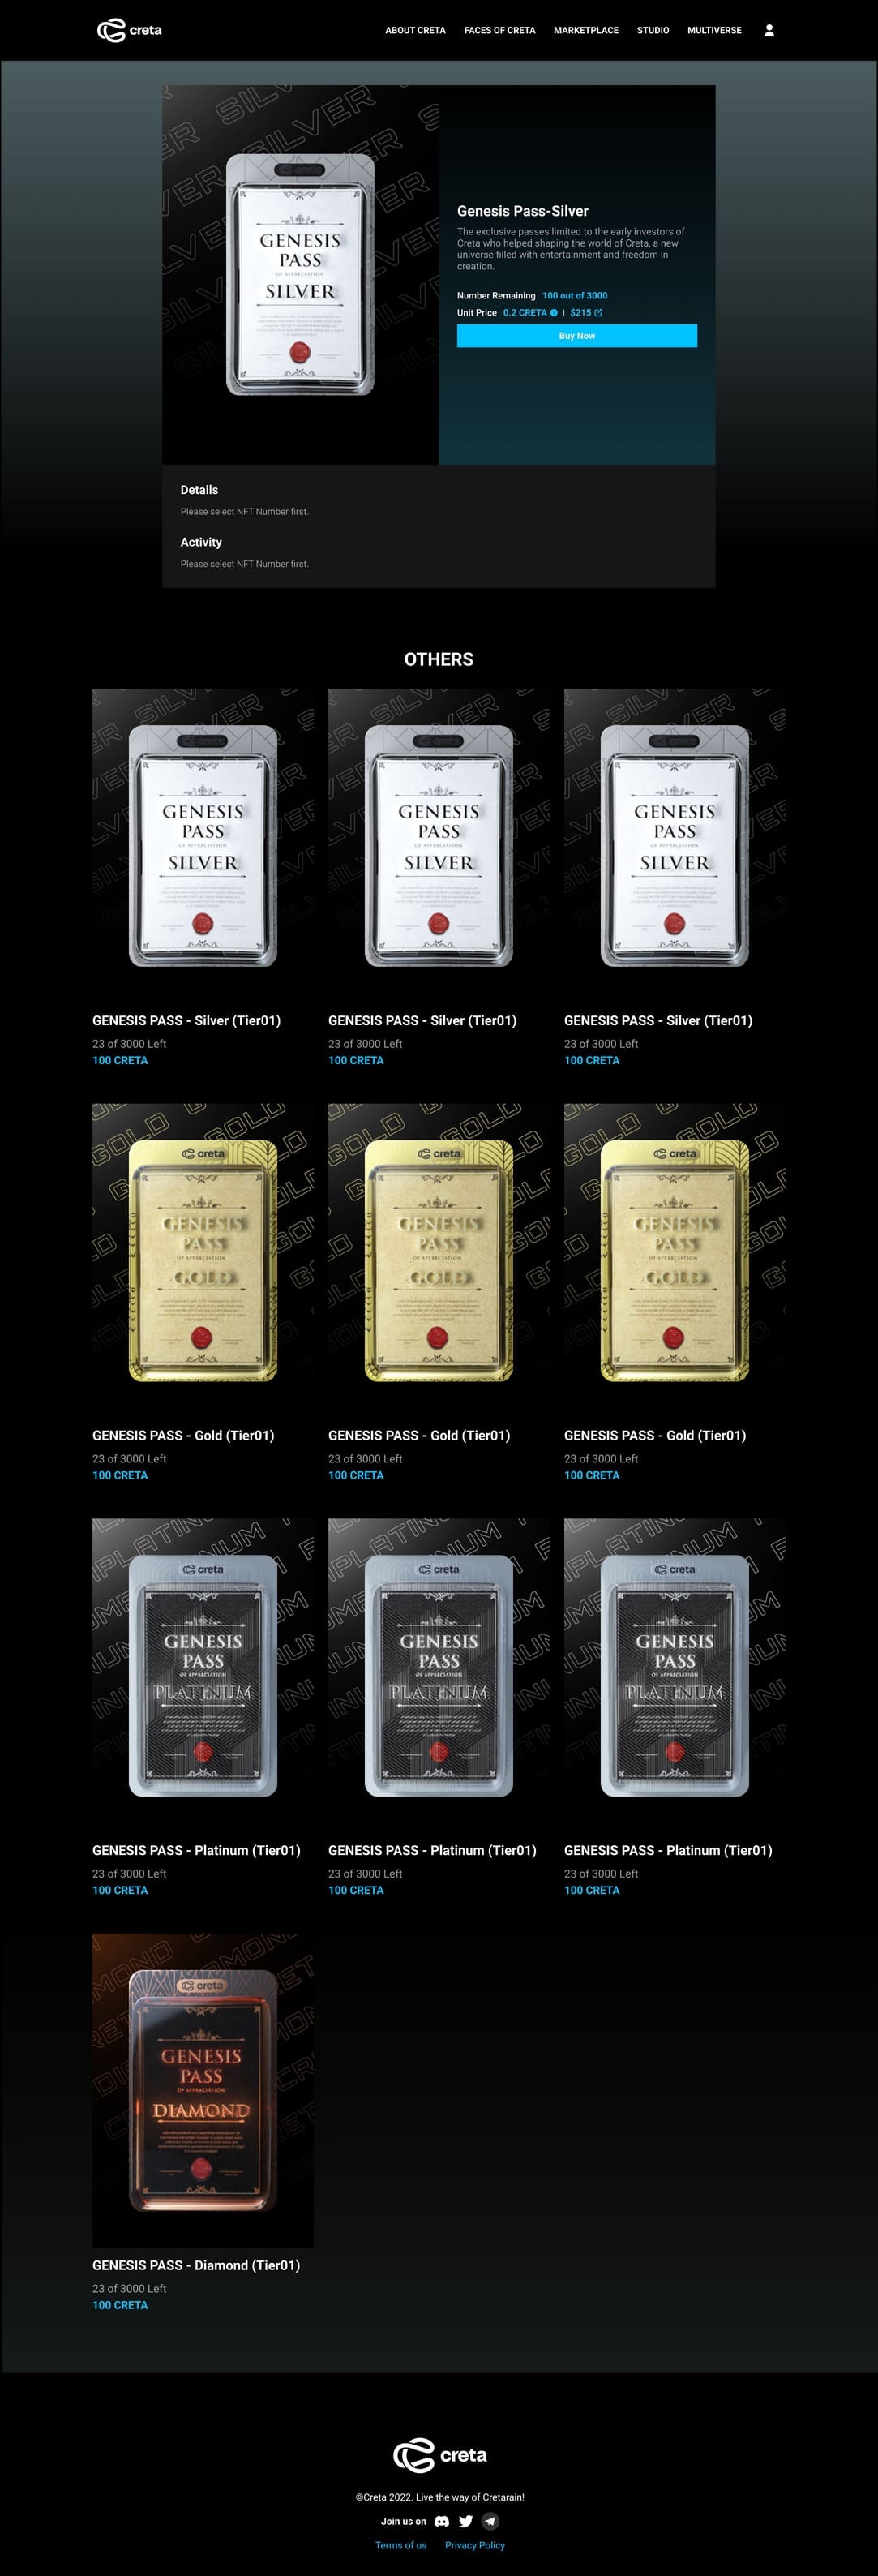 creta
ABOUT CRETA FACES OF CRETA MARKETPLACE STUDIO MULTIVERSE
GENESIS
PASS
OF APPRECIATION
SILVER
Genesis Pass-Silver
The exclusive passes limited to the early investors of
Creta who helped shaping the world of Creta, a new
universe filled with entertainment and freedom in
creation.
Number Remaining 100 out of 3000
Unit Price 0.2 CRETA | $215
Buy Now
Details
Please select NFT Number first.
Activity
Please select NFT Number first.
OTHERS
GENESIS GENESIS GENESIS
PASS PASS PASS
OF APPRECIATION OF APPRECIATION OF APPRECIATION
SILVER SILVER SILVER
GENESIS PASS - Silver (Tier01) GENESIS PASS - Silver (Tier01) GENESIS PASS - Silver (Tier01)
23 of 3000 Left 23 of 3000 Left 23 of 3000 Left
100 CRETA 100 CRETA 100 CRETA
creta creta creta
GENESIS GENESIS GENESIS
PASS PASS PASS
OF APPRECIATION OF APPRECIATION OF APPRECIATION
GOLD GOLD GOLD
GENESIS PASS - Gold (Tier01) GENESIS PASS - Gold (Tier01) GENESIS PASS - Gold (Tier01)
23 of 3000 Left 23 of 3000 Left 23 of 3000 Left
100 CRETA 100 CRETA 100 CRETA
creta creta creta
GENESIS GENESIS GENESIS
PASS PASS PASS
OF APPRECIATION OF APPRECIATION OF APPRECIATION
PLATINUM PLATINUM PLATINUM
GENESIS PASS - Platinum (Tier01) GENESIS PASS - Platinum (Tier01) GENESIS PASS - Platinum (Tier01)
23 of 3000 Left 23 of 3000 Left 23 of 3000 Left
100 CRETA 100 CRETA 100 CRETA
creta
GENESIS
PASS
OF APPRECIATION
DIAMOND
GENESIS PASS - Diamond (Tier01)
23 of 3000 Left
100 CRETA
creta
©Creta 2022. Live the way of Cretarain!
Join us on
Terms of us Privacy Policy